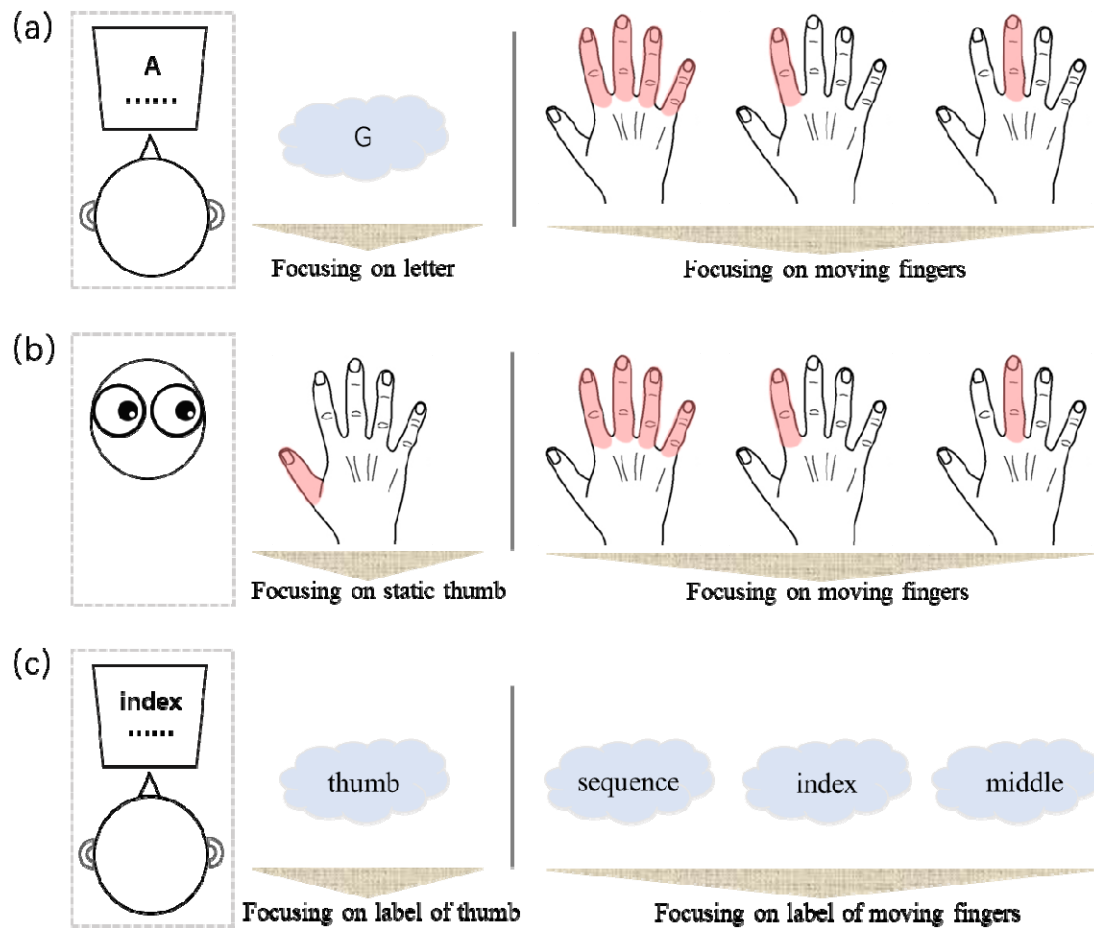 (a)
A
......
G
Focusing on letter
Focusing on moving fingers
(b)
Focusing on static thumb
Focusing on moving fingers
(c)
index
......
thumb
sequence
index
middle
Focusing on label of thumb
Focusing on label of moving fingers